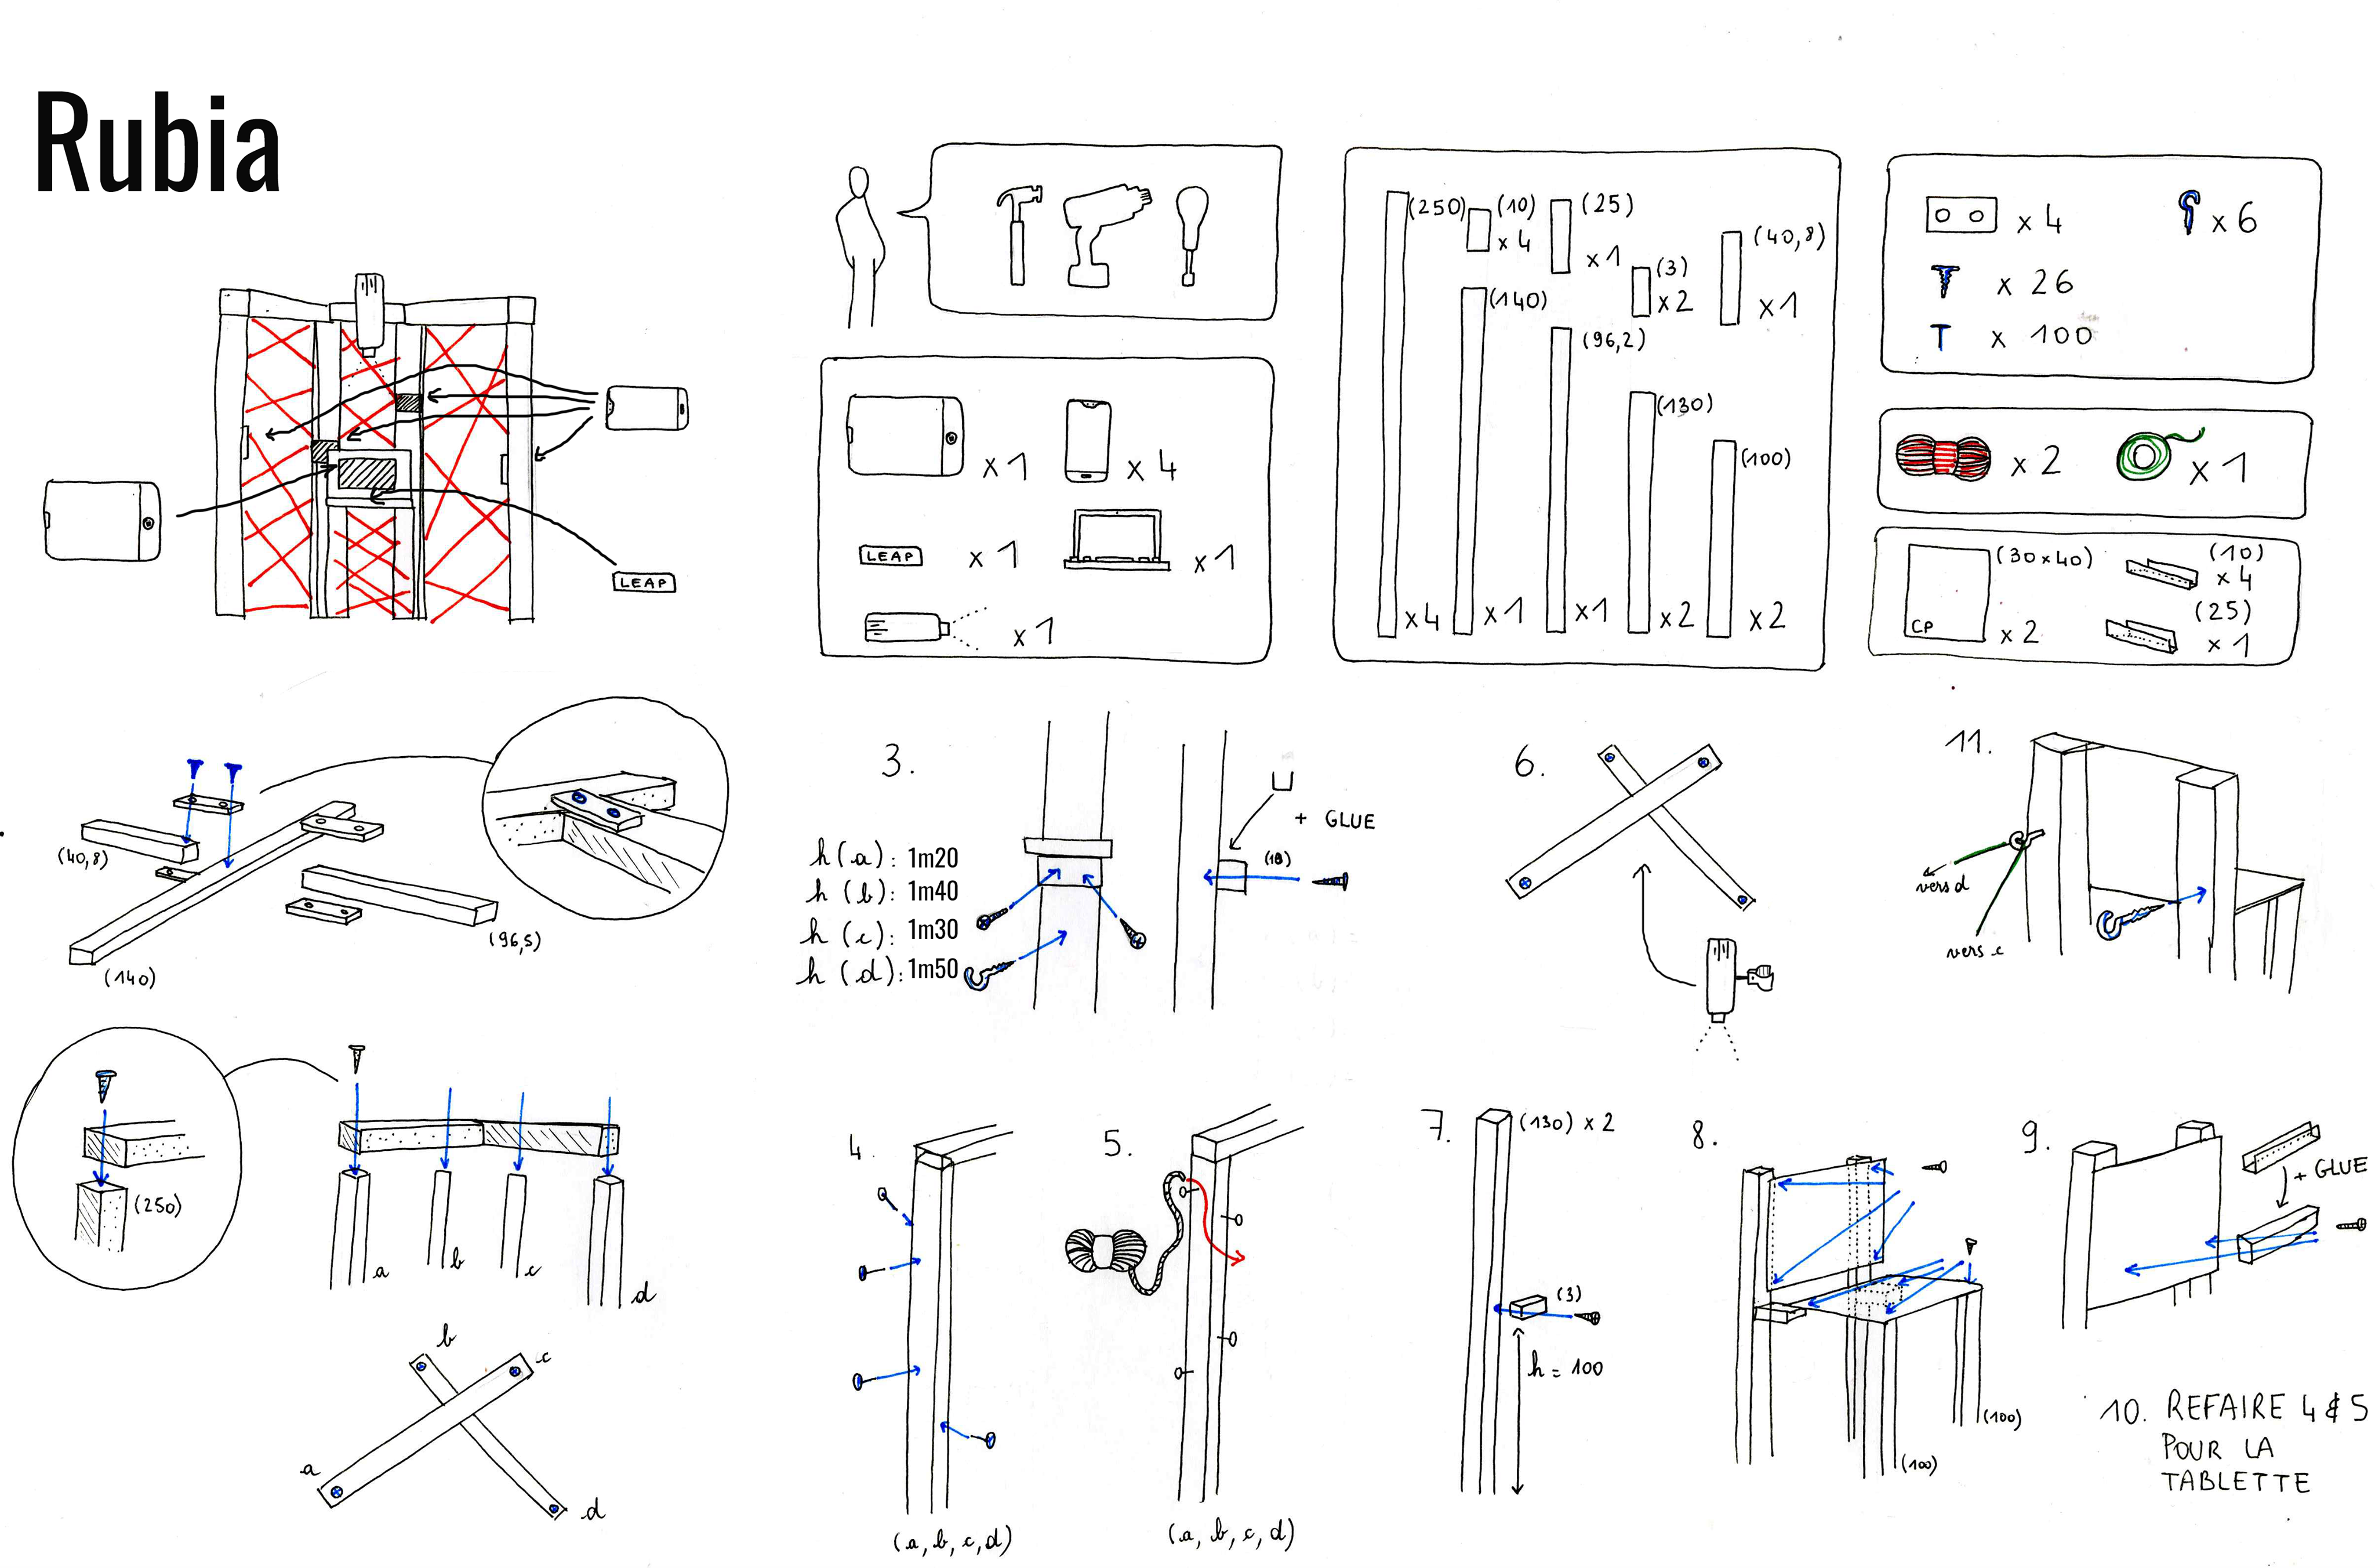 Rubia
LEAP
x 1
x 4
LEAP
x 1
x 1
x 1
(250)
x 4
(10)
x 4
(25)
x 1
(40,8)
x 1
(3)
x 2
(140)
x 1
(96,2)
x 1
(130)
x 2
(100)
x 2
x 4
x 6
x 26
x 100
x 2
x 1
CP
(30x40)
x 2
(10)
x 4
(25)
x 1
(40,8)
(140)
(96,5)
(250)
a
b
c
d
b
c
a
d
3.
h (a): 1m20
h (b): 1m40
h (c): 1m30
h (d): 1m50
+ GLUE
4.
(a, b, c, d)
5.
(a, b, c, d)
6.
7.
(130) x 2
(3)
h = 100
8.
(100)
(100)
9.
+ GLUE
10. REFAIRE 4 & 5
POUR LA
TABLETTE
11.
vers d
vers c